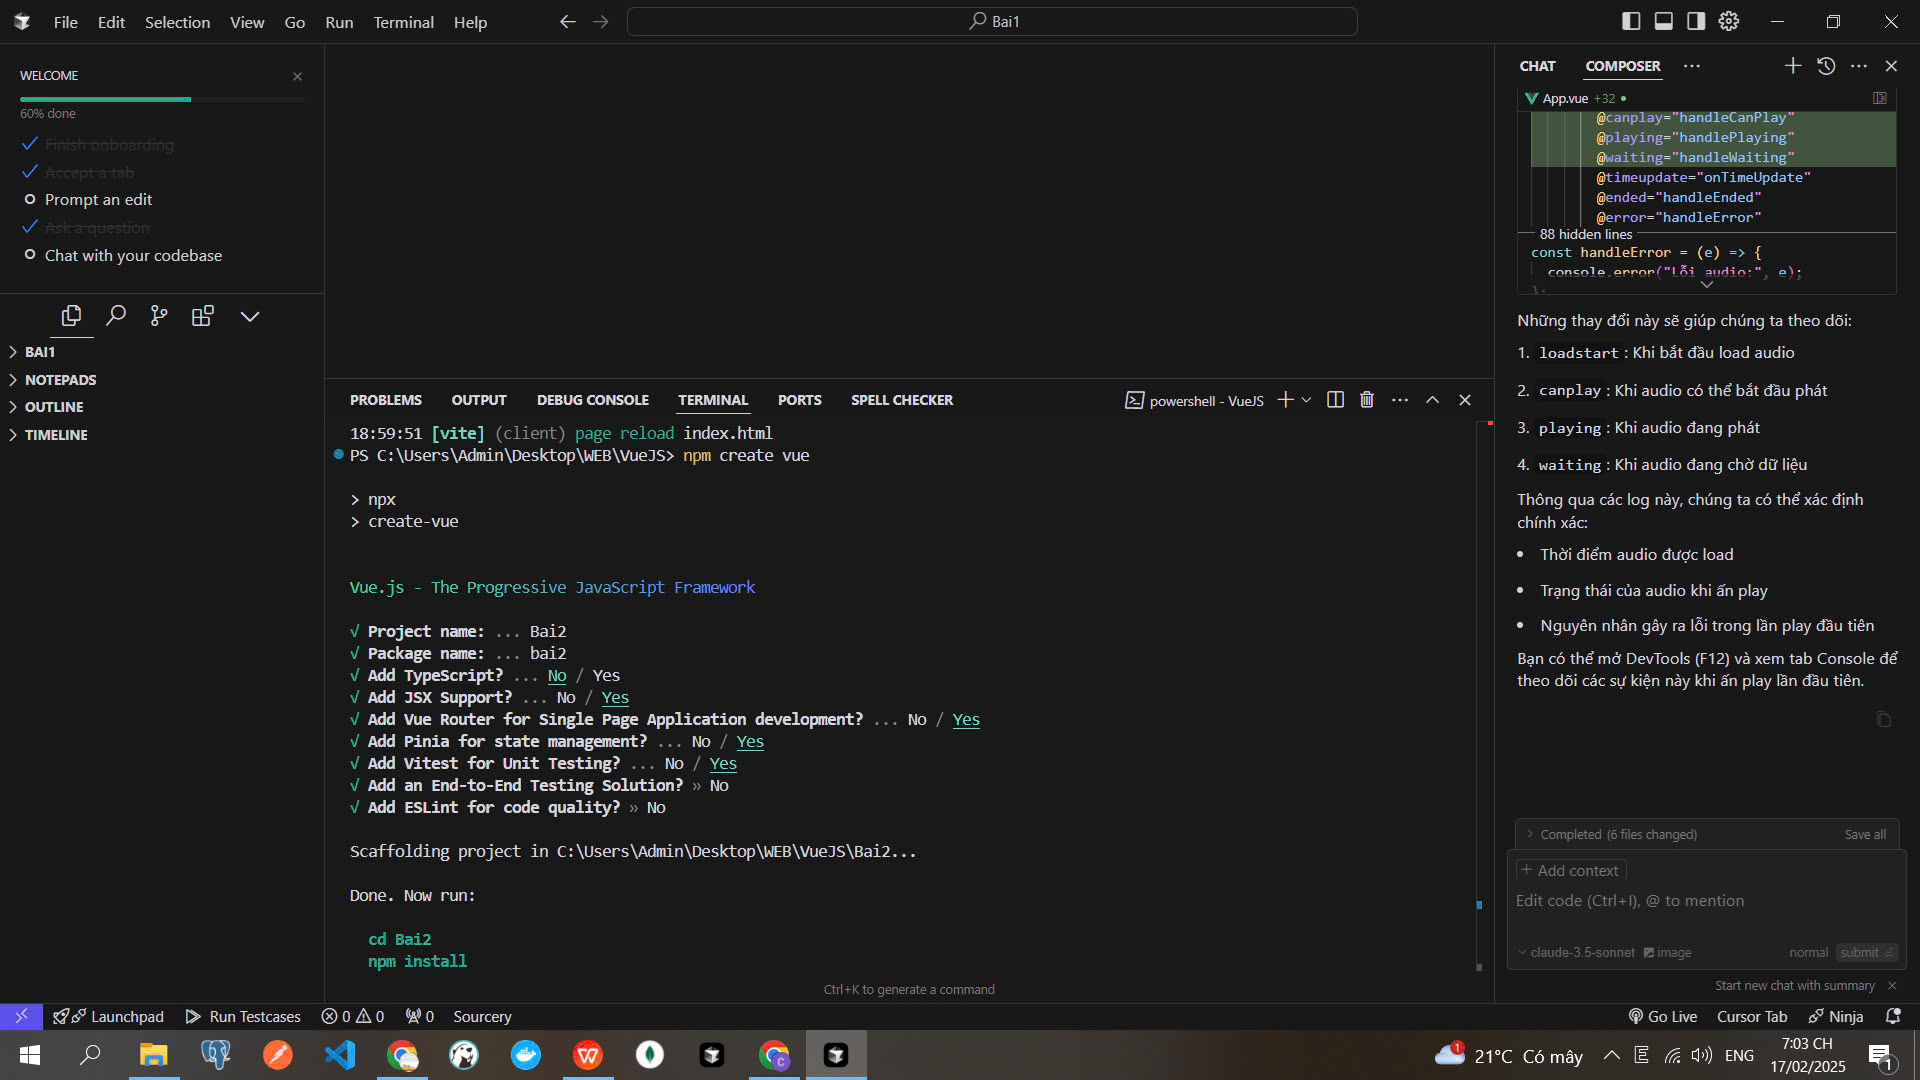 File Edit Selection View Go Run Terminal Help
Bai1
WELCOME
60% done
Finish onboarding
Accept a tab
Prompt an edit
Ask a question
Chat with your codebase
BAI1
NOTEPADS
OUTLINE
TIMELINE
PROBLEMS OUTPUT DEBUG CONSOLE TERMINAL PORTS SPELL CHECKER
powershell - VueJS
18:59:51 [vite] (client) page reload index.html
PS C:\Users\Admin\Desktop\WEB\VueJS> npm create vue
> npx
> create-vue
Vue.js - The Progressive JavaScript Framework
√ Project name: ... Bai2
√ Package name: ... bai2
√ Add TypeScript? ... No / Yes
√ Add JSX Support? ... No / Yes
√ Add Vue Router for Single Page Application development? ... No / Yes
√ Add Pinia for state management? ... No / Yes
√ Add Vitest for Unit Testing? ... No / Yes
√ Add an End-to-End Testing Solution? » No
√ Add ESLint for code quality? » No
Scaffolding project in C:\Users\Admin\Desktop\WEB\VueJS\Bai2...
Done. Now run:
cd Bai2
npm install
Ctrl+K to generate a command
CHAT COMPOSER
App.vue +32
@canplay="handleCanPlay"
@playing="handlePlaying"
@waiting="handleWaiting"
@timeupdate="onTimeUpdate"
@ended="handleEnded"
@error="handleError"
88 hidden lines
const handleError = (e) => {
console.error("Lỗi audio:", e);
};
Những thay đổi này sẽ giúp chúng ta theo dõi:
1. loadstart : Khi bắt đầu load audio
2. canplay : Khi audio có thể bắt đầu phát
3. playing : Khi audio đang phát
4. waiting : Khi audio đang chờ dữ liệu
Thông qua các log này, chúng ta có thể xác định
chính xác:
• Thời điểm audio được load
• Trạng thái của audio khi ấn play
• Nguyên nhân gây ra lỗi trong lần play đầu tiên
Bạn có thể mở DevTools (F12) và xem tab Console để
theo dõi các sự kiện này khi ấn play lần đầu tiên.
Completed (6 files changed) Save all
+ Add context
Edit code (Ctrl+I), @ to mention
claude-3.5-sonnet image normal submit
Start new chat with summary
Launchpad Run Testcases 0 0 0 Sourcery
Go Live Cursor Tab Ninja
1 21°C Có mây ENG 7:03 CH
17/02/2025 1